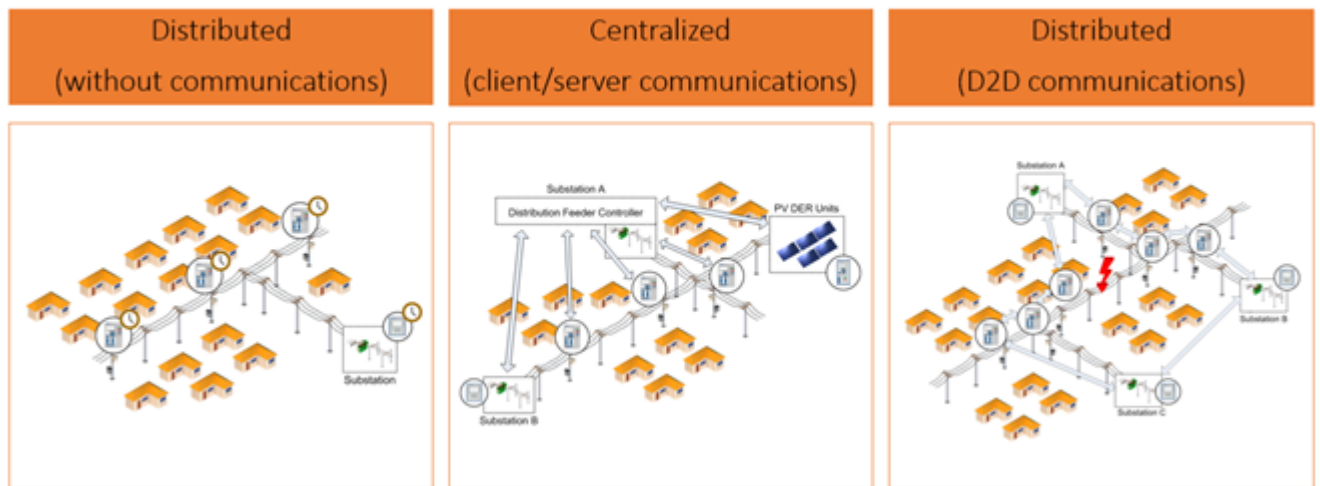 Distributed
(without communications)
Centralized
(client/server communications)
Distributed
(D2D communications)
Substation
Substation A
Distribution Feeder Controller
PV DER Units
Substation B
Substation A
Substation B
Substation C